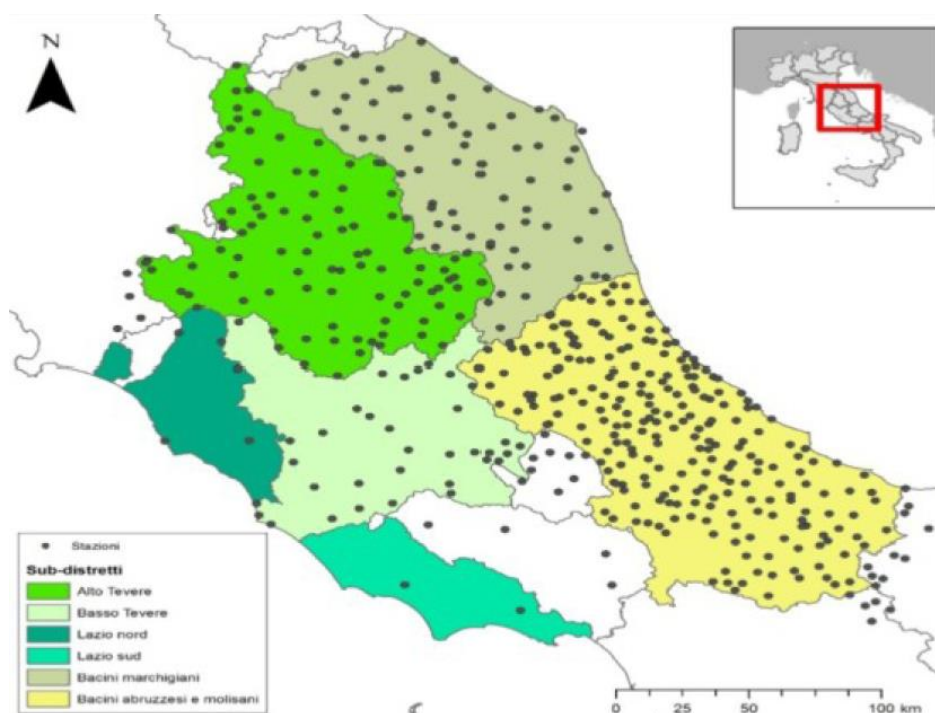 N
Stazioni
Sub-distretti
Alto Tevere
Basso Tevere
Lazio nord
Lazio sud
Bacini marchigiani
Bacini abruzzesi e molisani
0 25 50 100 km